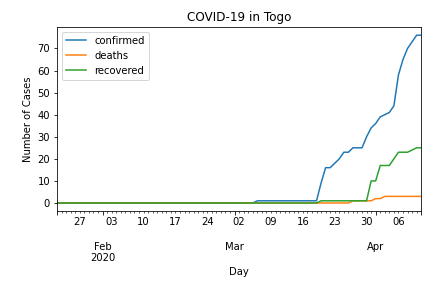 COVID-19 in Togo
confirmed
deaths
recovered
Number of Cases
70
60
50
40
30
20
10
0
27 03 10 17 24 02 09 16 23 30 06
Feb Mar Apr
2020
Day